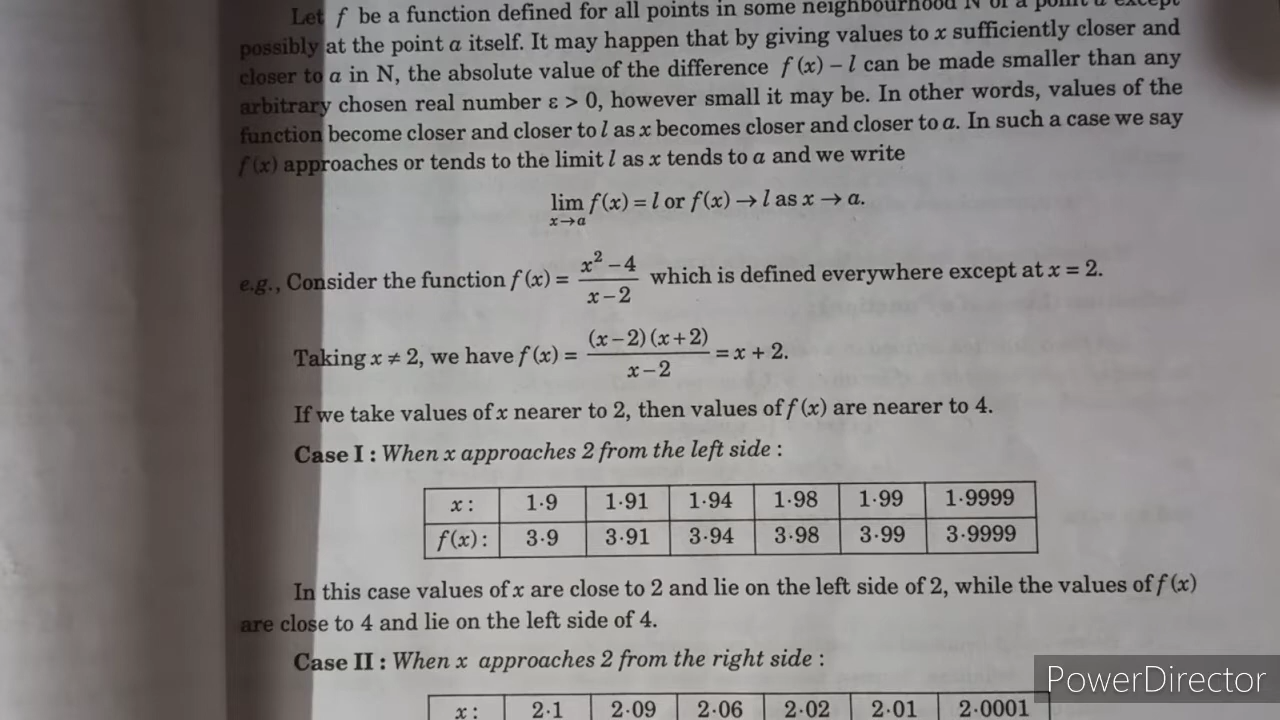 Let f be a function defined for all points in some neighbourhood N of a point a except
possibly at the point a itself. It may happen that by giving values to x sufficiently closer and
closer to a in N, the absolute value of the difference f (x) – l can be made smaller than any
arbitrary chosen real number ε > 0, however small it may be. In other words, values of the
function become closer and closer to l as x becomes closer and closer to a. In such a case we say
f (x) approaches or tends to the limit l as x tends to a and we write
lim f(x) = l or f(x) → l as x → a.
x→a
e.g., Consider the function f (x) = (x² – 4)/(x – 2) which is defined everywhere except at x = 2.
Taking x ≠ 2, we have f (x) = ((x – 2) (x + 2))/(x – 2) = x + 2.
If we take values of x nearer to 2, then values of f (x) are nearer to 4.
Case I : When x approaches 2 from the left side :
x : 1·9 1·91 1·94 1·98 1·99 1·9999
f(x) : 3·9 3·91 3·94 3·98 3·99 3·9999
In this case values of x are close to 2 and lie on the left side of 2, while the values of f (x)
are close to 4 and lie on the left side of 4.
Case II : When x approaches 2 from the right side :
x : 2·1 2·09 2·06 2·02 2·01 2·0001
PowerDirector